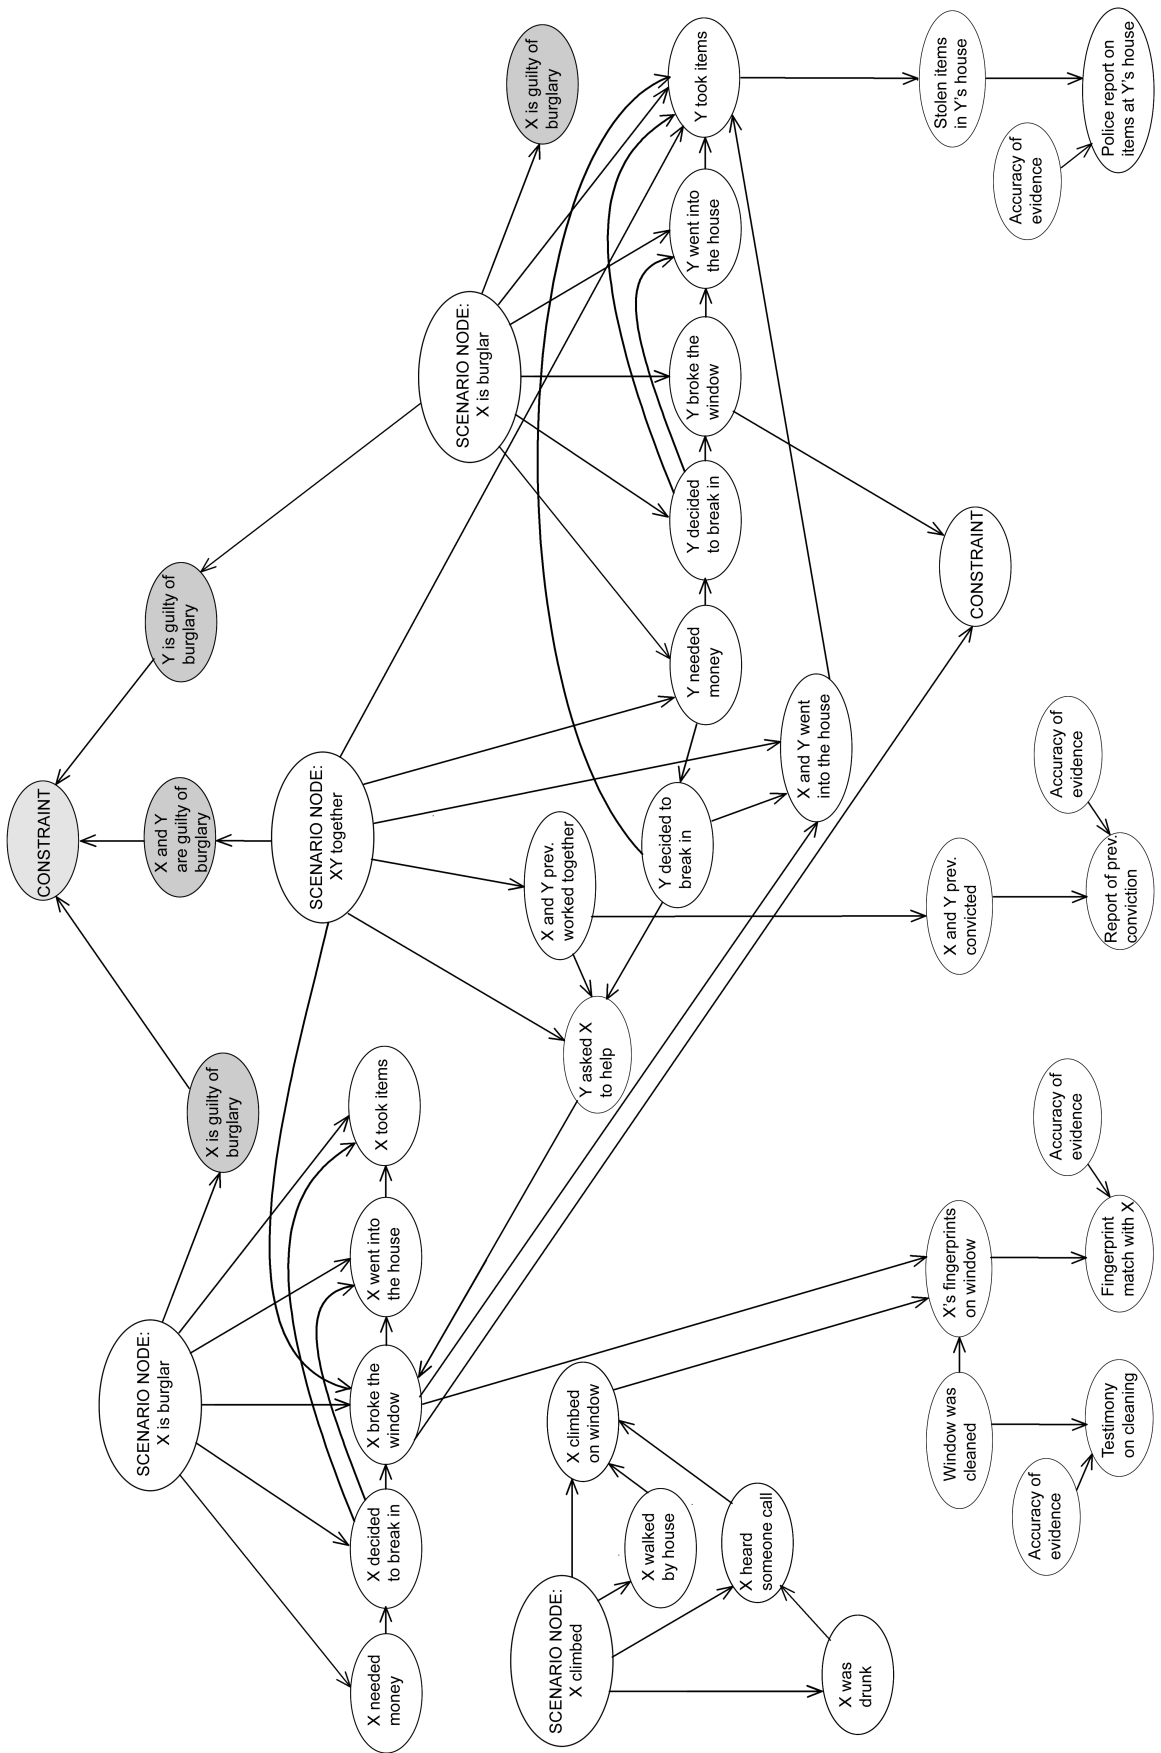 CONSTRAINT
X is guilty of
burglary
X and Y
are guilty of
burglary
Y is guilty of
burglary
SCENARIO NODE:
X is burglar
SCENARIO NODE:
XY together
SCENARIO NODE:
X is burglar
X is guilty of
burglary
X needed
money
X decided
to break in
X broke the
window
X went into
the house
X took items
SCENARIO NODE:
X climbed
X climbed
on window
X walked
by house
X heard
someone call
X was
drunk
Y asked X
to help
X and Y prev.
worked together
Y decided to
break in
Y needed
money
Y decided
to break in
Y broke the
window
Y went into
the house
Y took items
X and Y went
into the house
CONSTRAINT
Window was
cleaned
X's fingerprints
on window
X and Y prev.
convicted
Stolen items
in Y's house
Accuracy of
evidence
Testimony
on cleaning
Fingerprint
match with X
Accuracy of
evidence
Report of prev.
conviction
Accuracy of
evidence
Accuracy of
evidence
Police report on
items at Y's house